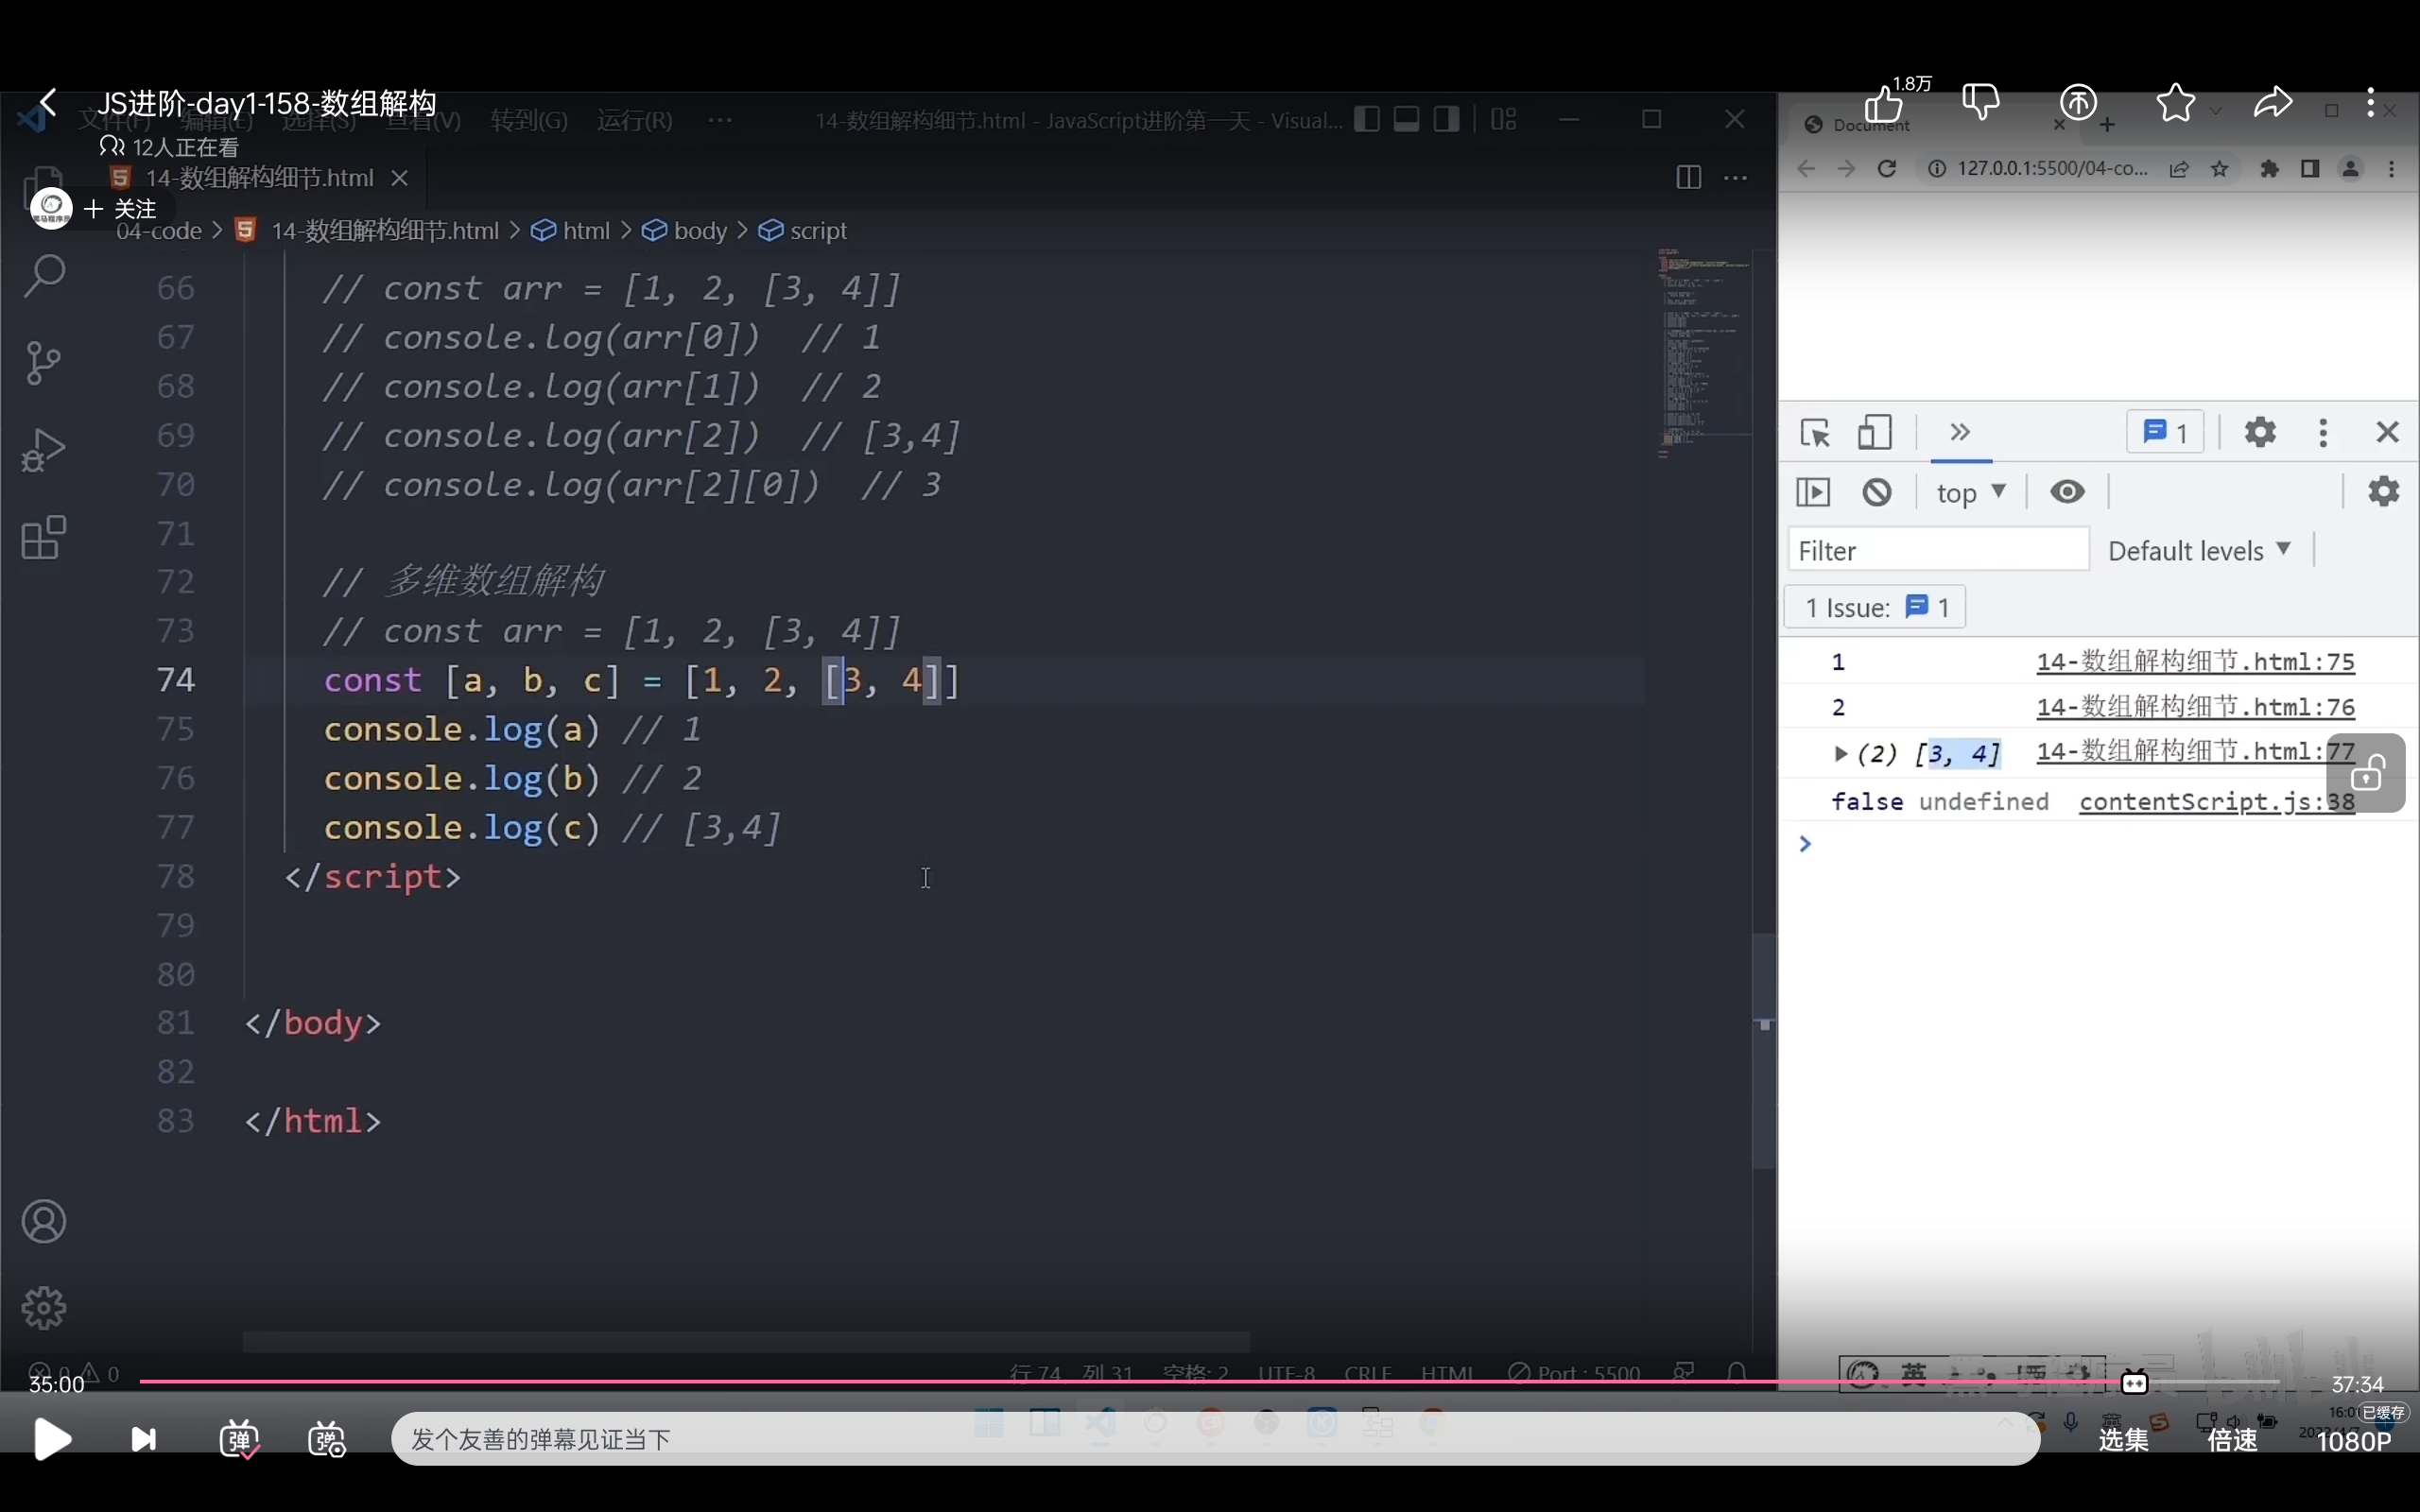 JS进阶-day1-158-数组解构
1.8万
文件(F) 编辑(E) 选择(S) 查看(V) 转到(G) 运行(R) ···
14-数组解构细节.html - JavaScript进阶第一天 - Visual...
12人正在看
14-数组解构细节.html
+ 关注
04-code > 14-数组解构细节.html > html > body > script
66 // const arr = [1, 2, [3, 4]]
67 // console.log(arr[0]) // 1
68 // console.log(arr[1]) // 2
69 // console.log(arr[2]) // [3,4]
70 // console.log(arr[2][0]) // 3
71
72 // 多维数组解构
73 // const arr = [1, 2, [3, 4]]
74 const [a, b, c] = [1, 2, [3, 4]]
75 console.log(a) // 1
76 console.log(b) // 2
77 console.log(c) // [3,4]
78 </script>
79
80
81 </body>
82
83 </html>
0 0
行 74, 列 31 空格: 2 UTF-8 CRLF HTML Port : 5500
Document
127.0.0.1:5500/04-co...
1
top
Filter
Default levels
1 Issue: 1
1 14-数组解构细节.html:75
2 14-数组解构细节.html:76
(2) [3, 4] 14-数组解构细节.html:77
false undefined contentScript.js:38
>
英
35:00
37:34
弹
弹
发个友善的弹幕见证当下
选集
倍速
已缓存
1080P